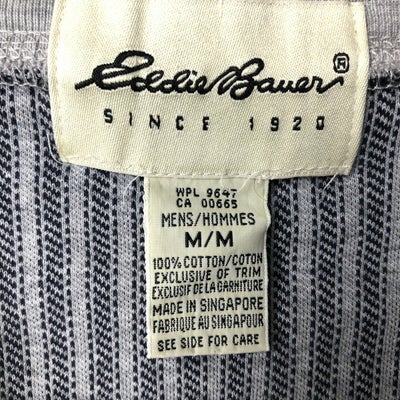 Eddie Bauer ®
SINCE 1920
WPL 9647
CA 00665
MENS/HOMMES
M/M
100% COTTON/COTON
EXCLUSIVE OF TRIM
EXCLUSIF DE LA GARNITURE
MADE IN SINGAPORE
FABRIQUE AU SINGAPOUR
SEE SIDE FOR CARE